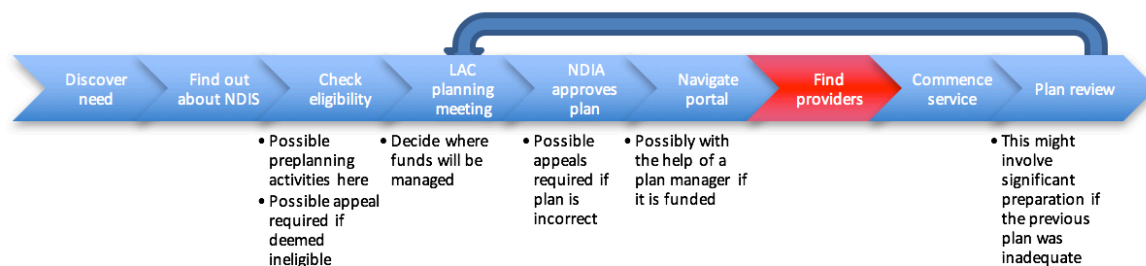 Discover
need
Find out
about NDIS
Check
eligibility
LAC
planning
meeting
NDIA
approves
plan
Navigate
portal
Find
providers
Commence
service
Plan review
• Possible
preplanning
activities here
• Possible appeal
required if
deemed
ineligible
• Decide where
funds will be
managed
• Possible
appeals
required if
plan is
incorrect
• Possibly with
the help of a
plan manager if
it is funded
• This might
involve
significant
preparation if
the previous
plan was
inadequate